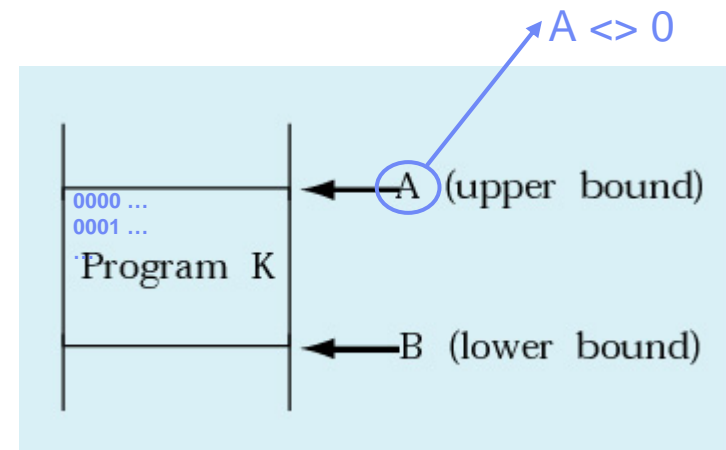 A <> 0
A (upper bound)
0000 ...
0001 ...
...
Program K
B (lower bound)